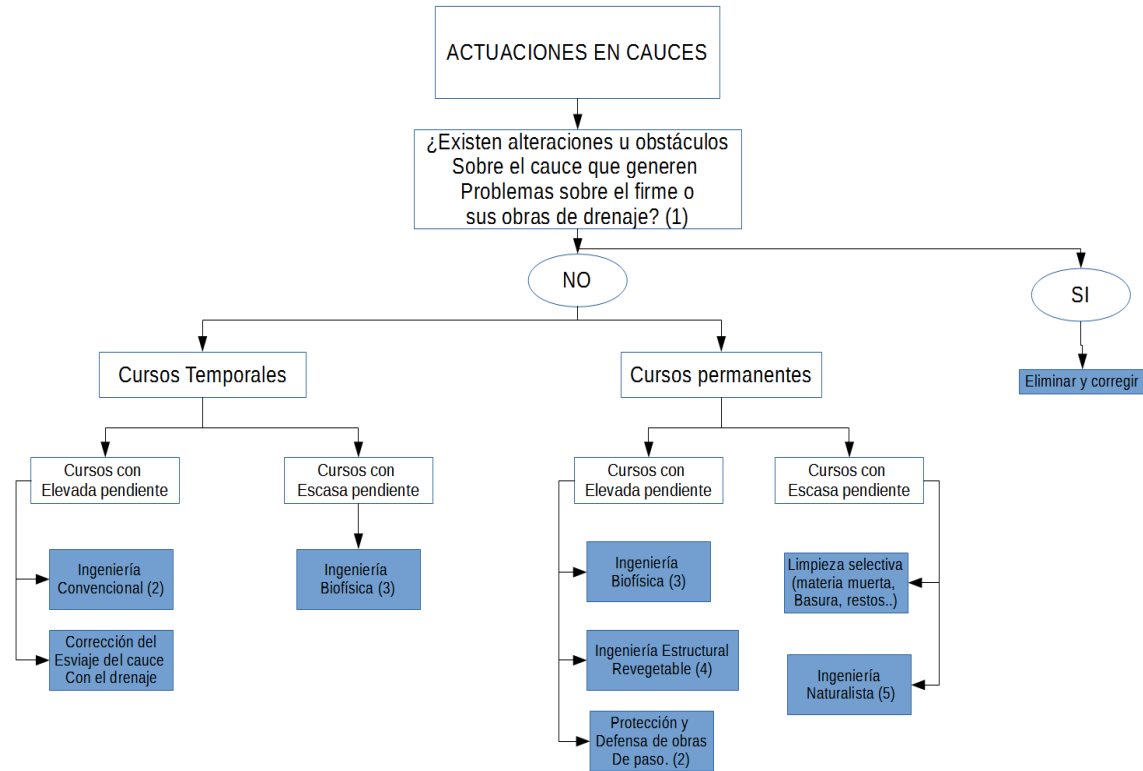 ACTUACIONES EN CAUCES
¿Existen alteraciones u obstáculos
Sobre el cauce que generen
Problemas sobre el firme o
sus obras de drenaje? (1)
NO
SI
Cursos Temporales
Cursos permanentes
Eliminar y corregir
Cursos con
Elevada pendiente
Cursos con
Escasa pendiente
Cursos con
Elevada pendiente
Cursos con
Escasa pendiente
Ingeniería
Convencional (2)
Ingeniería
Biofísica (3)
Ingeniería
Biofísica (3)
Limpieza selectiva
(materia muerta,
Basura, restos..)
Corrección del
Esviaje del cauce
Con el drenaje
Ingeniería Estructural
Revegetable (4)
Ingeniería
Naturalista (5)
Protección y
Defensa de obras
De paso. (2)